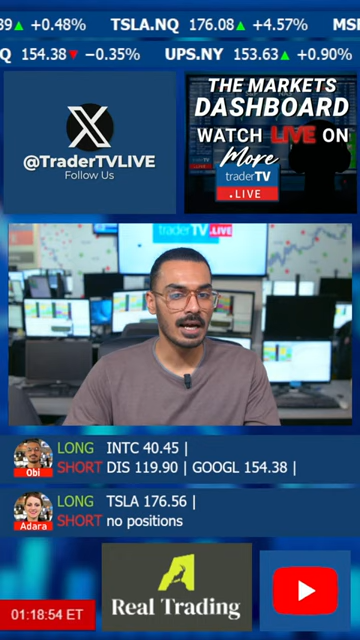 39▲ +0.48% TSLA.NQ 176.08▲ +4.57% MS
Q 154.38▼ −0.35% UPS.NY 153.63▲ +0.90%
X
@TraderTVLIVE
Follow Us
THE MARKETS
DASHBOARD
WATCH LIVE ON
More
traderTV
.LIVE
traderTV.LIVE
LONG INTC 40.45 |
SHORT DIS 119.90 | GOOGL 154.38 |
Obi
LONG TSLA 176.56 |
SHORT no positions
Adara
01:18:54 ET
Real Trading